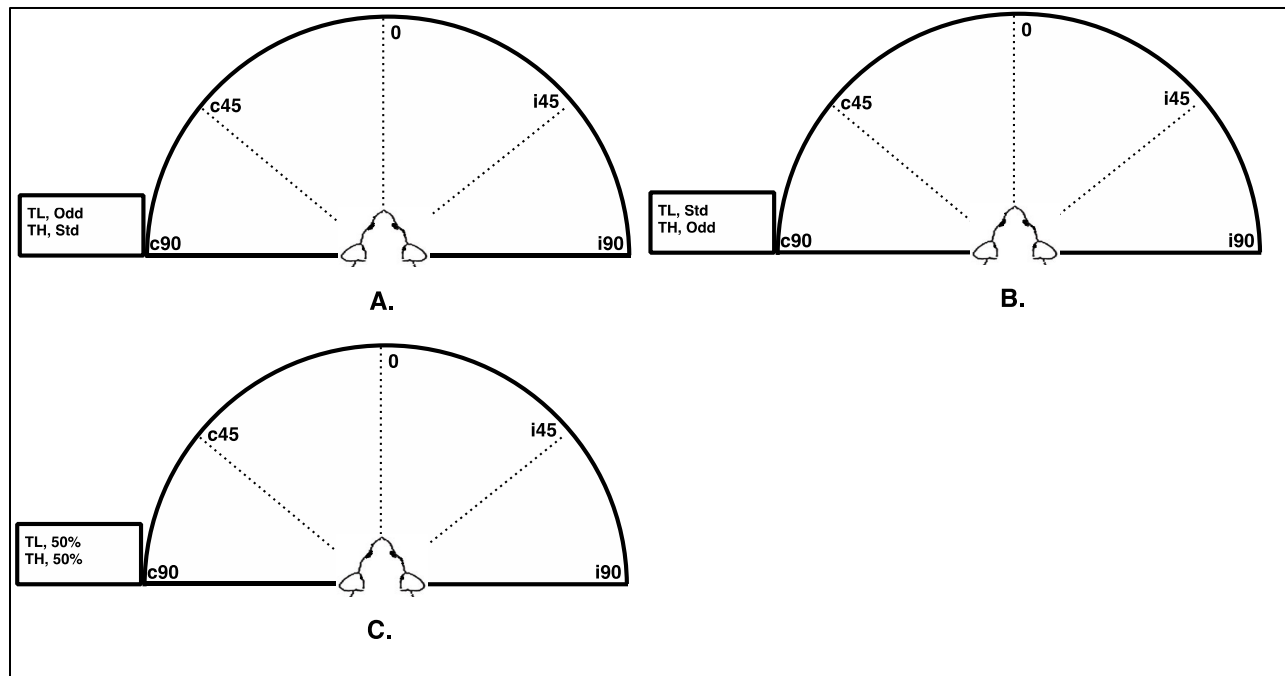 0
c45
i45
TL, Odd
TH, Std
c90
i90
A.
0
c45
i45
TL, Std
TH, Odd
c90
i90
B.
0
c45
i45
TL, 50%
TH, 50%
c90
i90
C.